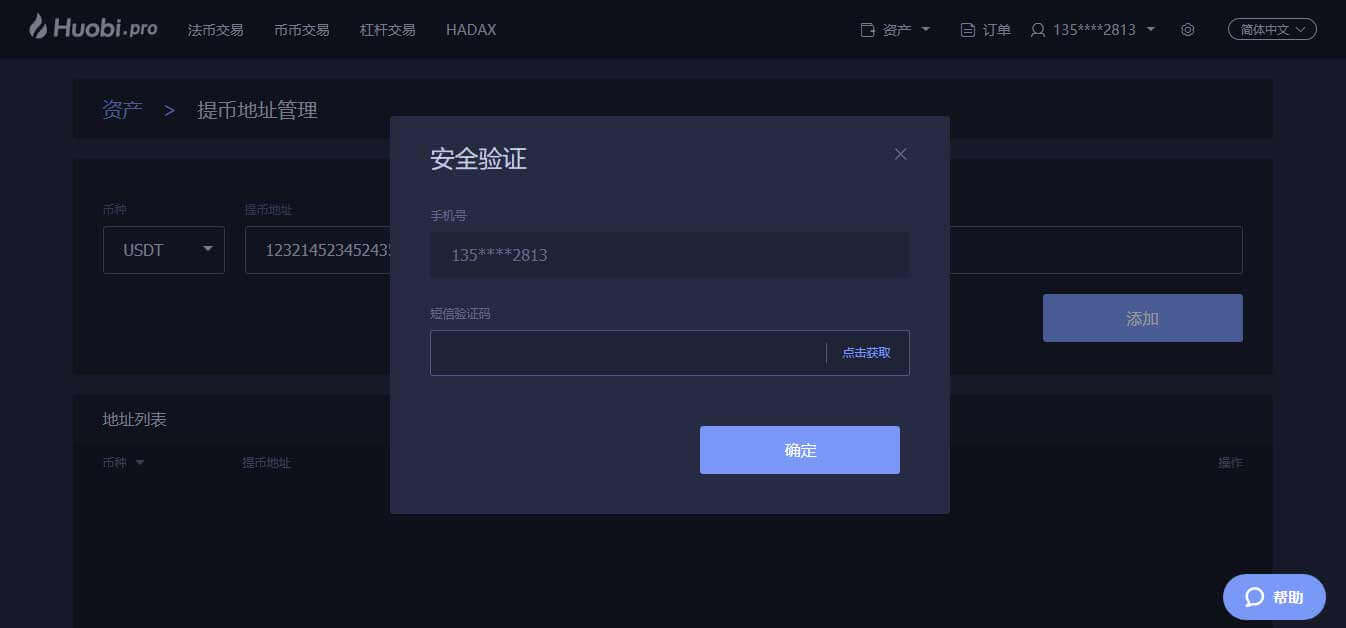 Huobi.pro 法币交易 币币交易 杠杆交易 HADAX 资产 订单 135****2813 简体中文
资产 > 提币地址管理
安全验证
手机号
币种 提币地址
135****2813
USDT
短信验证码
点击获取
添加
地址列表
确定
币种 提币地址 操作
帮助